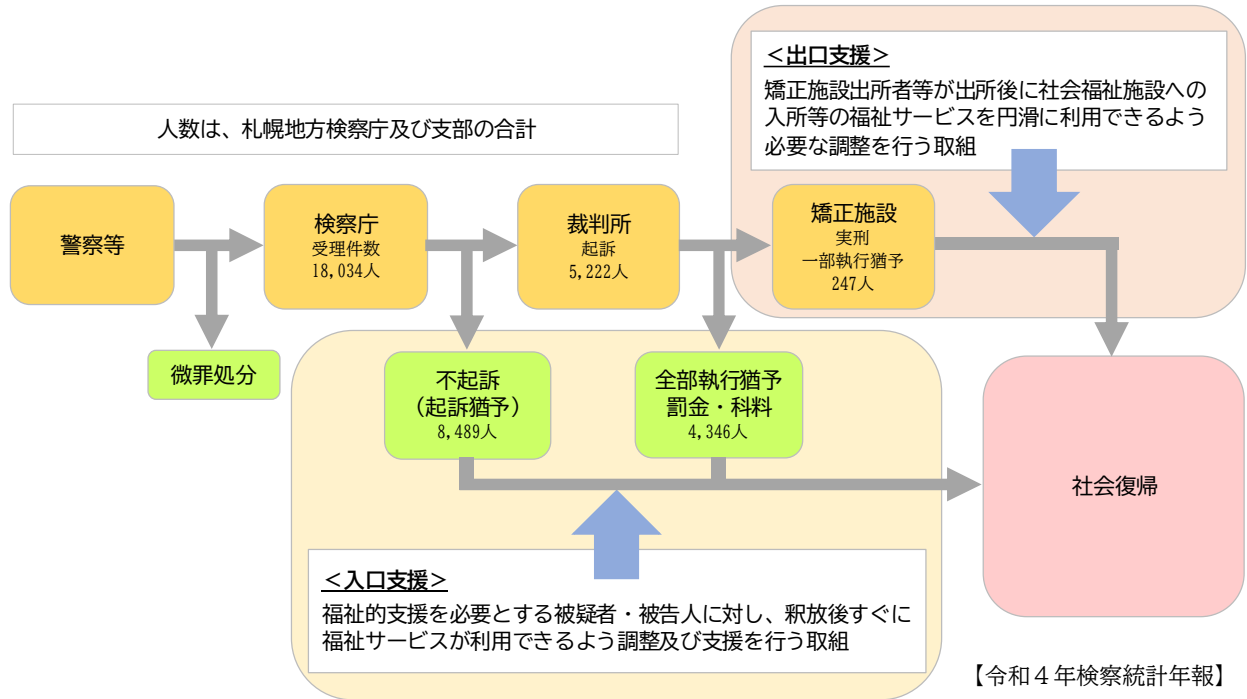 ＜出口支援＞
矯正施設出所者等が出所後に社会福祉施設への
入所等の福祉サービスを円滑に利用できるよう
必要な調整を行う取組
人数は、札幌地方検察庁及び支部の合計
警察等
検察庁
受理件数
18,034人
裁判所
起訴
5,222人
矯正施設
実刑
一部執行猶予
247人
微罪処分
不起訴
（起訴猶予）
8,489人
全部執行猶予
罰金・科料
4,346人
社会復帰
＜入口支援＞
福祉的支援を必要とする被疑者・被告人に対し、釈放後すぐに
福祉サービスが利用できるよう調整及び支援を行う取組
【令和４年検察統計年報】